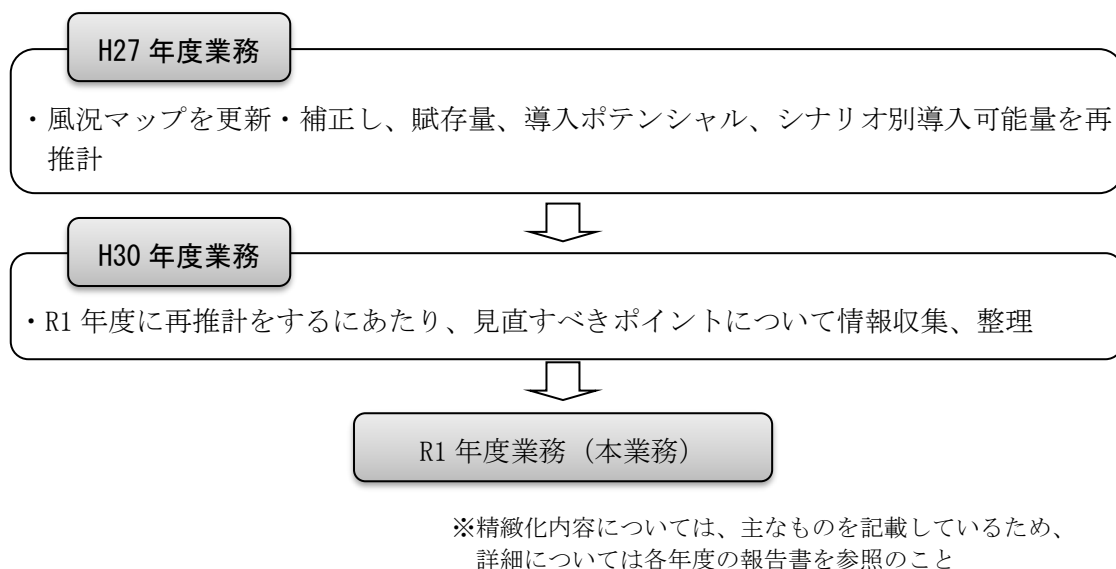 H27 年度業務
・風況マップを更新・補正し、賦存量、導入ポテンシャル、シナリオ別導入可能量を再
推計
H30 年度業務
・R1 年度に再推計をするにあたり、見直すべきポイントについて情報収集、整理
R1 年度業務（本業務）
※精緻化内容については、主なものを記載しているため、
詳細については各年度の報告書を参照のこと